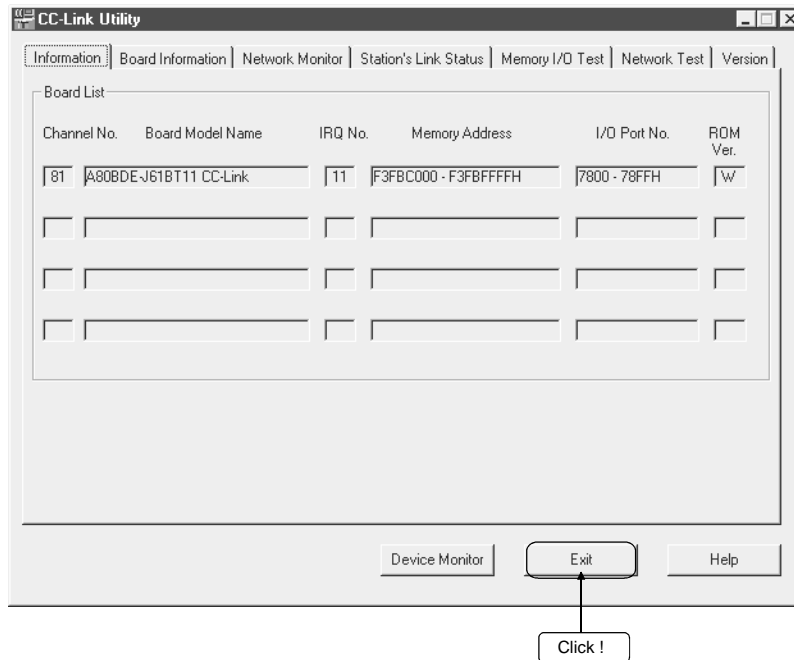 CC-Link Utility
Information Board Information Network Monitor Station's Link Status Memory I/O Test Network Test Version
Board List
Channel No. Board Model Name IRQ No. Memory Address I/O Port No. ROM Ver.
81 A80BDE-J61BT11 CC-Link 11 F3FBC000 - F3FBFFFFH 7800 - 78FFH W
Device Monitor Exit Help
Click !